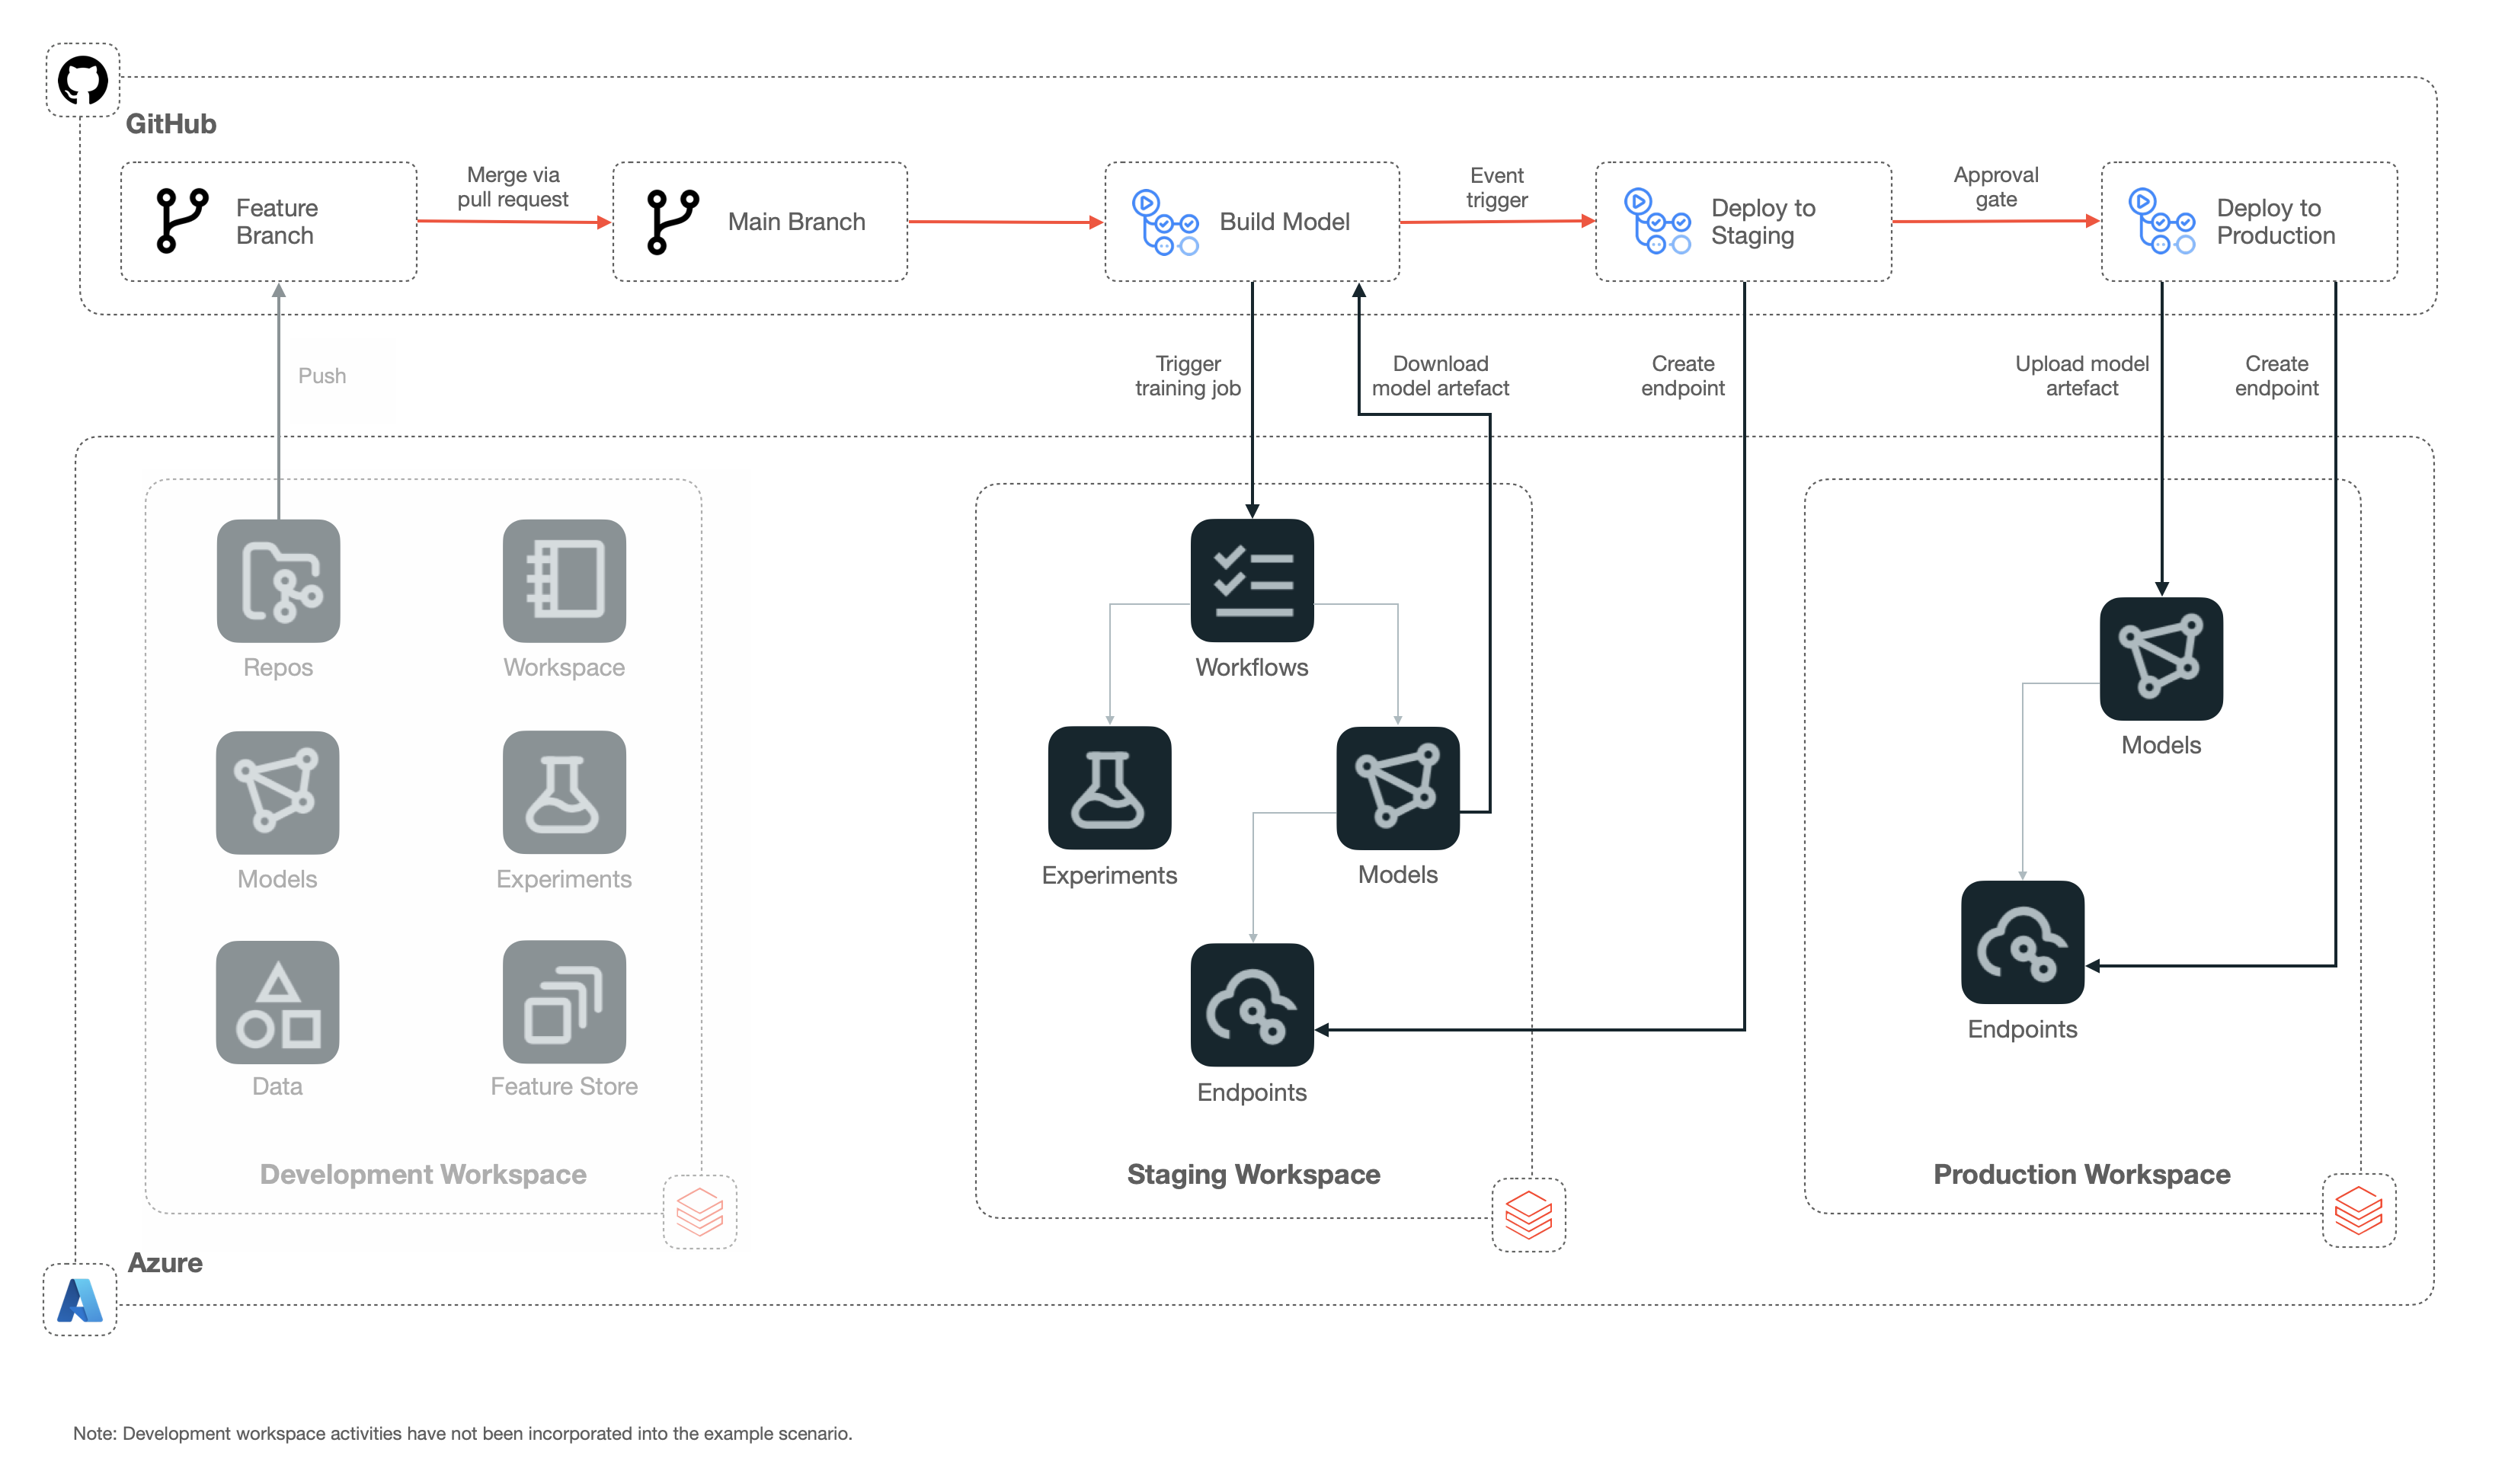 GitHub
Feature
Branch
Merge via
pull request
Main Branch
Build Model
Event
trigger
Deploy to
Staging
Approval
gate
Deploy to
Production
Push
Trigger
training job
Download
model artefact
Create
endpoint
Upload model
artefact
Create
endpoint
Repos
Workspace
Models
Experiments
Data
Feature Store
Development Workspace
Workflows
Experiments
Models
Endpoints
Staging Workspace
Models
Endpoints
Production Workspace
Azure
Note: Development workspace activities have not been incorporated into the example scenario.